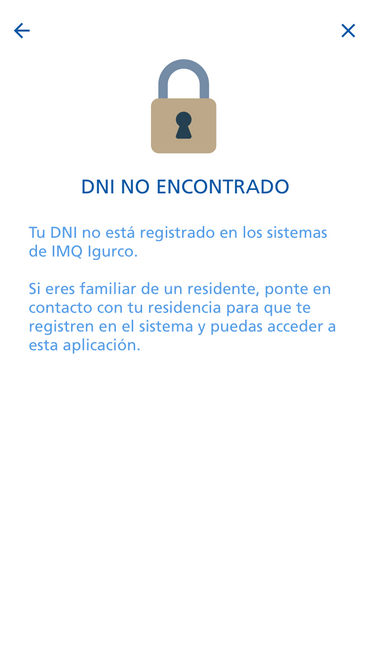 DNI NO ENCONTRADO
Tu DNI no está registrado en los sistemas
de IMQ Igurco.
Si eres familiar de un residente, ponte en
contacto con tu residencia para que te
registren en el sistema y puedas acceder a
esta aplicación.